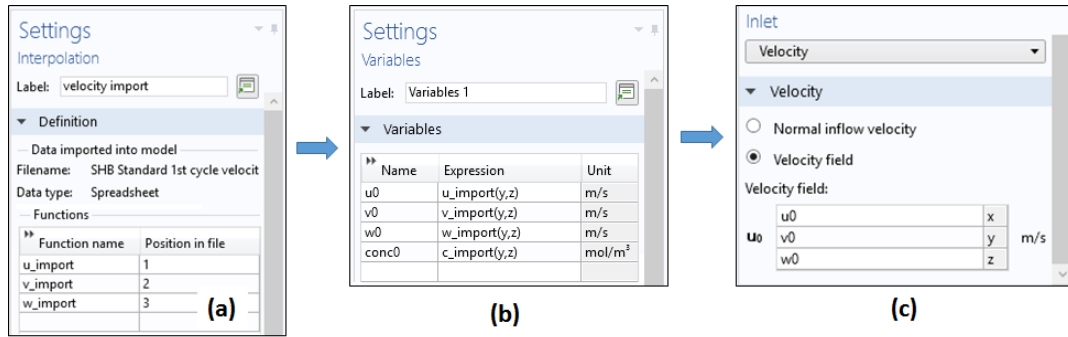 Settings
Interpolation
Label: velocity import
Definition
Data imported into model
Filename: SHB Standard 1st cycle velocit
Data type: Spreadsheet
Functions
Function name Position in file
u_import 1
v_import 2
w_import 3
(a)
Settings
Variables
Label: Variables 1
Variables
Name Expression Unit
u0 u_import(y,z) m/s
v0 v_import(y,z) m/s
w0 w_import(y,z) m/s
conc0 c_import(y,z) mol/m³
(b)
Inlet
Velocity
Velocity
Normal inflow velocity
Velocity field
Velocity field:
u0 x
u₀ v0 y m/s
w0 z
(c)